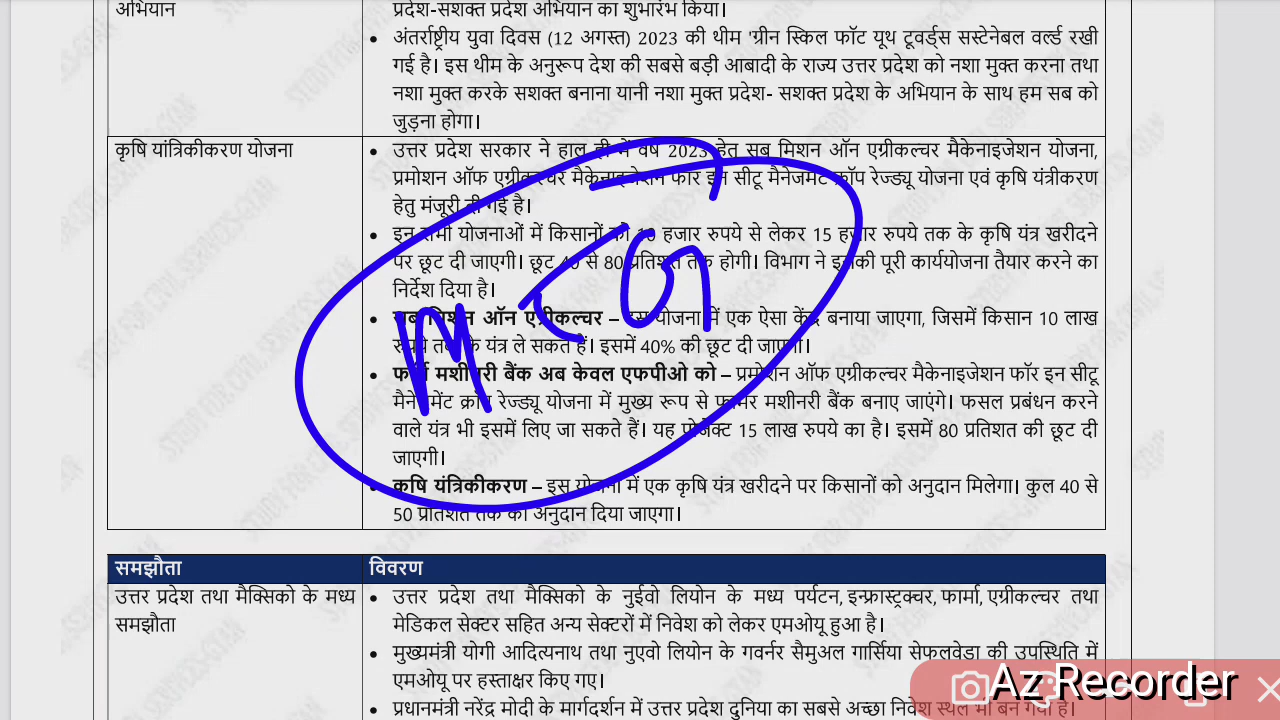 अभियान
प्रदेश-सशक्त प्रदेश अभियान का शुभारंभ किया।
• अंतर्राष्ट्रीय युवा दिवस (12 अगस्त) 2023 की थीम 'ग्रीन स्किल फॉट यूथ टूवर्ड्स सस्टेनेबल वर्ल्ड रखी
गई है। इस थीम के अनुरूप देश की सबसे बड़ी आबादी के राज्य उत्तर प्रदेश को नशा मुक्त करना तथा
नशा मुक्त करके सशक्त बनाना यानी नशा मुक्त प्रदेश- सशक्त प्रदेश के अभियान के साथ हम सब को
जुड़ना होगा।
कृषि यांत्रिकीकरण योजना
• उत्तर प्रदेश सरकार ने हाल ही में वर्ष 2023 हेतु सब मिशन ऑन एग्रीकल्चर मैकेनाइजेशन योजना,
प्रमोशन ऑफ एग्रीकल्चर मैकेनाइजेशन फॉर इन सीटू मैनेजमेंट क्रॉप रेज्ड्यू योजना एवं कृषि यंत्रीकरण
हेतु मंजूरी दी गई है।
• इन सभी योजनाओं में किसानों को 10 हजार रुपये से लेकर 15 हजार रुपये तक के कृषि यंत्र खरीदने
पर छूट दी जाएगी। छूट 40 से 80 प्रतिशत तक होगी। विभाग ने इसकी पूरी कार्ययोजना तैयार करने का
निर्देश दिया है।
• सब मिशन ऑन एग्रीकल्चर – इस योजना में एक ऐसा केंद्र बनाया जाएगा, जिसमें किसान 10 लाख
रुपये तक के यंत्र ले सकते हैं। इसमें 40% की छूट दी जाएगी।
• फार्म मशीनरी बैंक अब केवल एफपीओ को – प्रमोशन ऑफ एग्रीकल्चर मैकेनाइजेशन फॉर इन सीटू
मैनेजमेंट क्रॉप रेज्ड्यू योजना में मुख्य रूप से फार्मर मशीनरी बैंक बनाए जाएंगे। फसल प्रबंधन करने
वाले यंत्र भी इसमें लिए जा सकते हैं। यह प्रोजेक्ट 15 लाख रुपये का है। इसमें 80 प्रतिशत की छूट दी
जाएगी।
• कृषि यंत्रिकीकरण – इस योजना में एक कृषि यंत्र खरीदने पर किसानों को अनुदान मिलेगा। कुल 40 से
50 प्रतिशत तक का अनुदान दिया जाएगा।
समझौता विवरण
उत्तर प्रदेश तथा मैक्सिको के मध्य
समझौता
• उत्तर प्रदेश तथा मैक्सिको के नुईवो लियोन के मध्य पर्यटन, इन्फ्रास्ट्रक्चर, फार्मा, एग्रीकल्चर तथा
मेडिकल सेक्टर सहित अन्य सेक्टरों में निवेश को लेकर एमओयू हुआ है।
• मुख्यमंत्री योगी आदित्यनाथ तथा नुएवो लियोन के गवर्नर सैमुअल गार्सिया सेफलवेडा की उपस्थिति में
एमओयू पर हस्ताक्षर किए गए।
• प्रधानमंत्री नरेंद्र मोदी के मार्गदर्शन में उत्तर प्रदेश दुनिया का सबसे अच्छा निवेश स्थल भी बन गया है।
Az Recorder